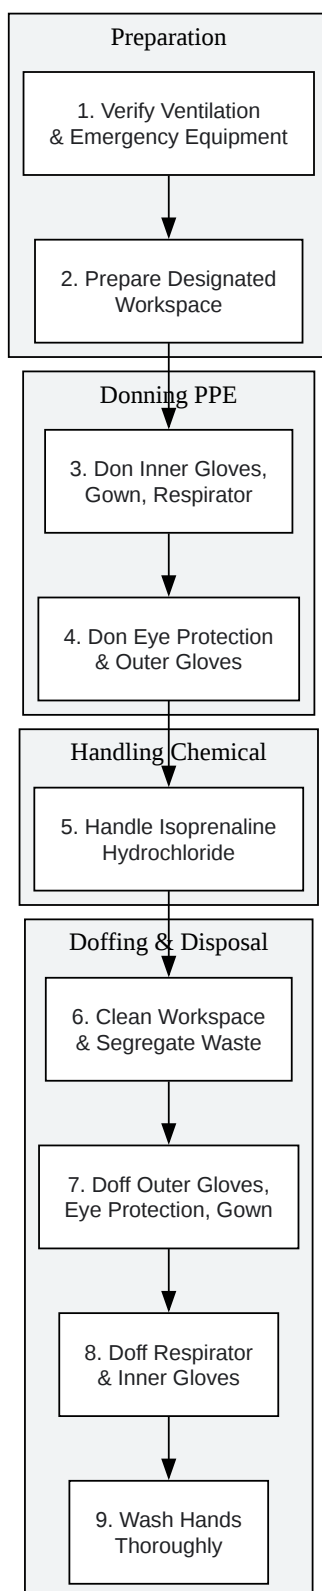 Preparation
1. Verify Ventilation
& Emergency Equipment
2. Prepare Designated
Workspace
Donning PPE
3. Don Inner Gloves,
Gown, Respirator
4. Don Eye Protection
& Outer Gloves
Handling Chemical
5. Handle Isoprenaline
Hydrochloride
Doffing & Disposal
6. Clean Workspace
& Segregate Waste
7. Doff Outer Gloves,
Eye Protection, Gown
8. Doff Respirator
& Inner Gloves
9. Wash Hands
Thoroughly